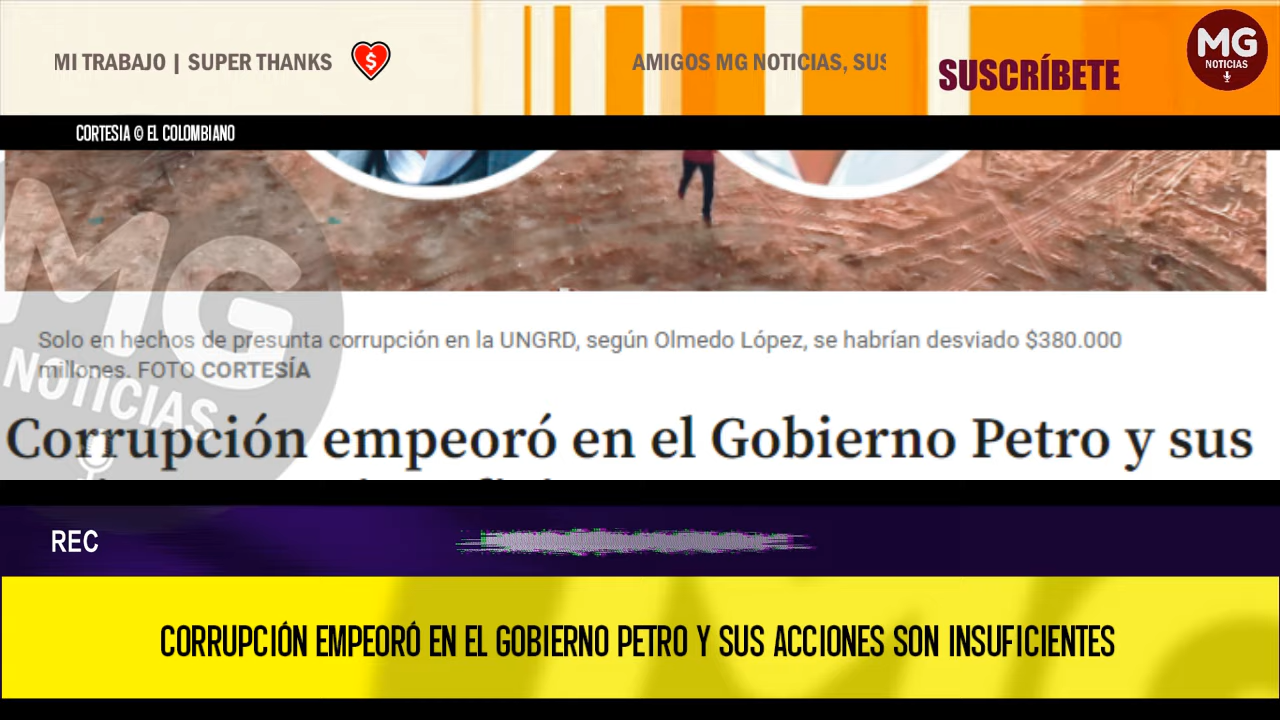 MI TRABAJO | SUPER THANKS
$
AMIGOS MG NOTICIAS, SUS
SUSCRÍBETE
MG
NOTICIAS
CORTESIA © EL COLOMBIANO
MG
NOTICIAS
Solo en hechos de presunta corrupción en la UNGRD, según Olmedo López, se habrían desviado $380.000
millones. FOTO CORTESÍA
Corrupción empeoró en el Gobierno Petro y sus
REC
CORRUPCIÓN EMPEORÓ EN EL GOBIERNO PETRO Y SUS ACCIONES SON INSUFICIENTES